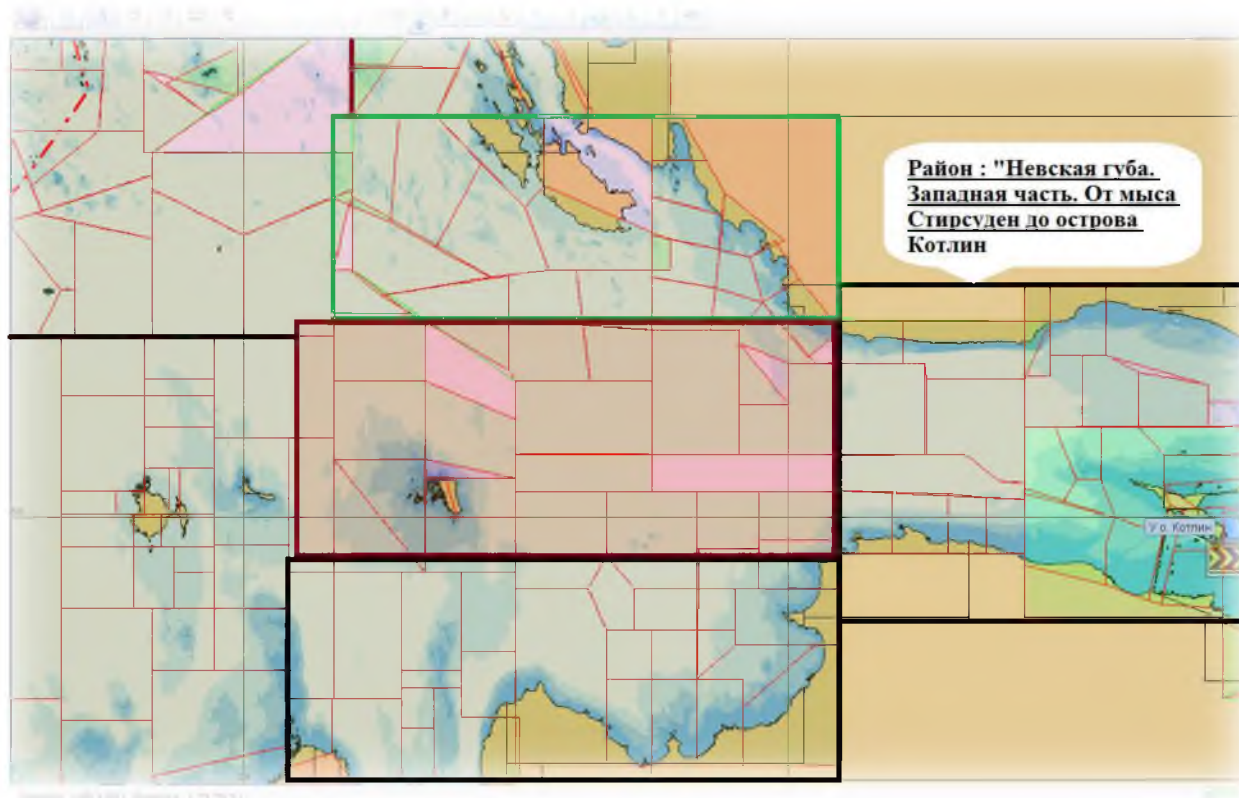 Район : "Невская губа.
Западная часть. От мыса
Стирсуден до острова
Котлин
У о. Котлин